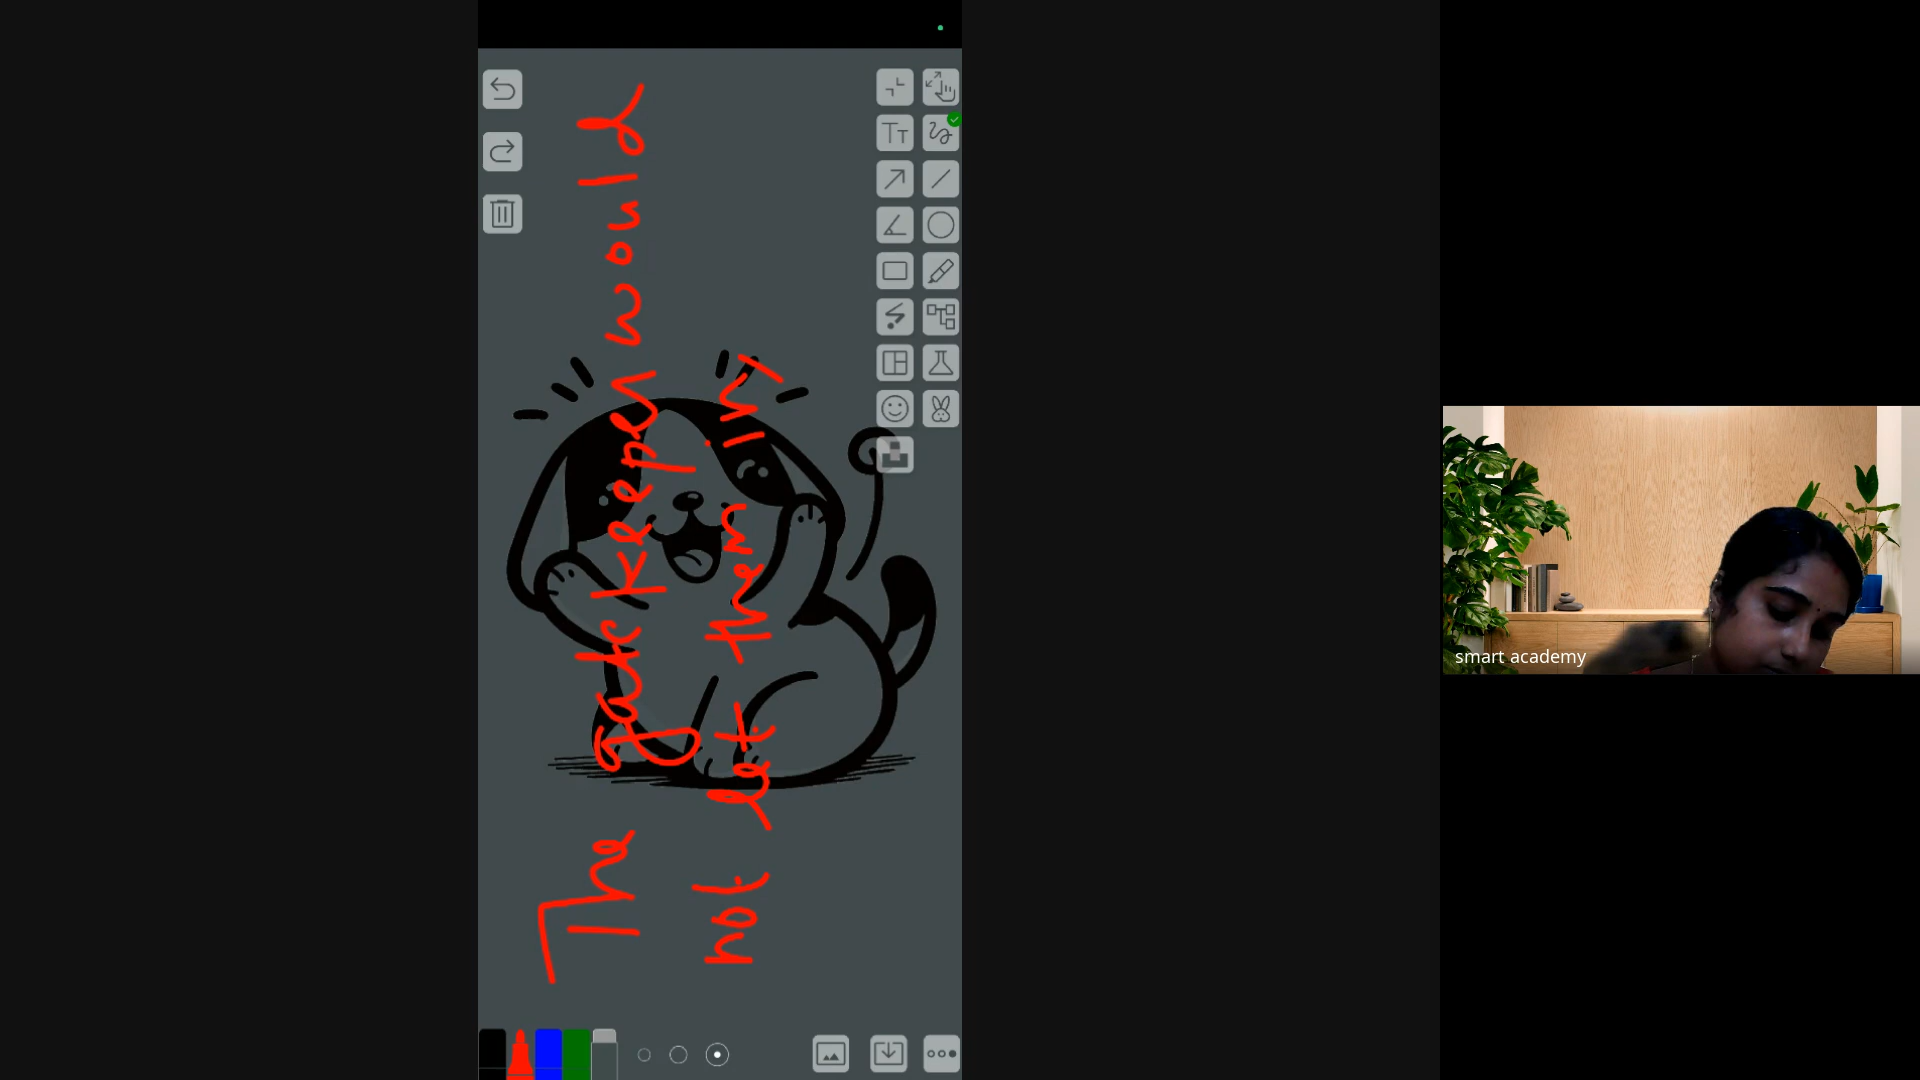 The gatekeeper would
not let them in,
smart academy